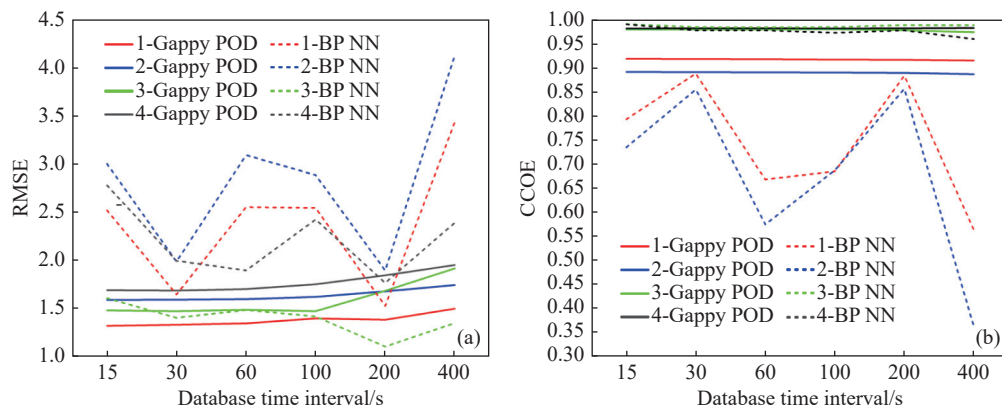 4.5
4.0
3.5
3.0
2.5
2.0
1.5
1.0
RMSE
1-Gappy POD 1-BP NN
2-Gappy POD 2-BP NN
3-Gappy POD 3-BP NN
4-Gappy POD 4-BP NN
(a)
15 30 60 100 200 400
Database time interval/s
1.00
0.95
0.90
0.85
0.80
0.75
0.70
0.65
0.60
0.55
0.50
0.45
0.40
0.35
0.30
CCOE
1-Gappy POD 1-BP NN
2-Gappy POD 2-BP NN
3-Gappy POD 3-BP NN
4-Gappy POD 4-BP NN
(b)
15 30 60 100 200 400
Database time interval/s